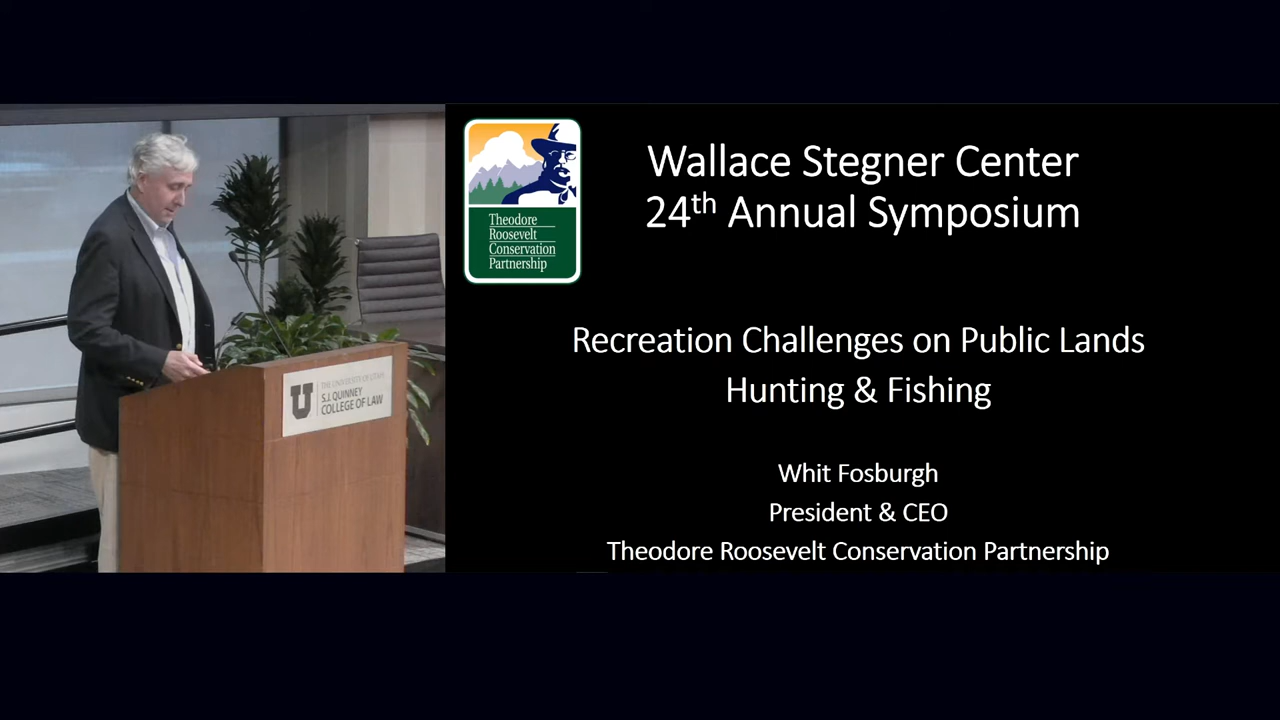 Wallace Stegner Center
24th Annual Symposium
Theodore
Roosevelt
Conservation
Partnership
Recreation Challenges on Public Lands
Hunting & Fishing
Whit Fosburgh
President & CEO
Theodore Roosevelt Conservation Partnership
U
THE UNIVERSITY OF UTAH
S.J. QUINNEY
COLLEGE OF LAW